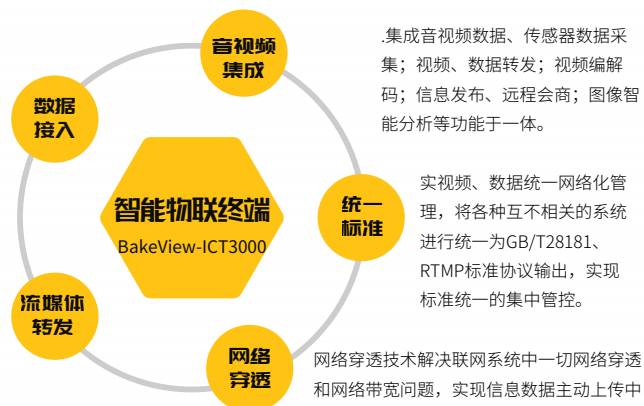 音视频
集成
.集成音视频数据、传感器数据采
集；视频、数据转发；视频编解
码；信息发布、远程会商；图像智
能分析等功能于一体。
数据
接入
智能物联终端
BakeView-ICT3000
统一
标准
实视频、数据统一网络化管
理，将各种互不相关的系统
进行统一为GB/T28181、
RTMP标准协议输出，实现
标准统一的集中管控。
流媒体
转发
网络
穿透
网络穿透技术解决联网系统中一切网络穿透
和网络带宽问题，实现信息数据主动上传中